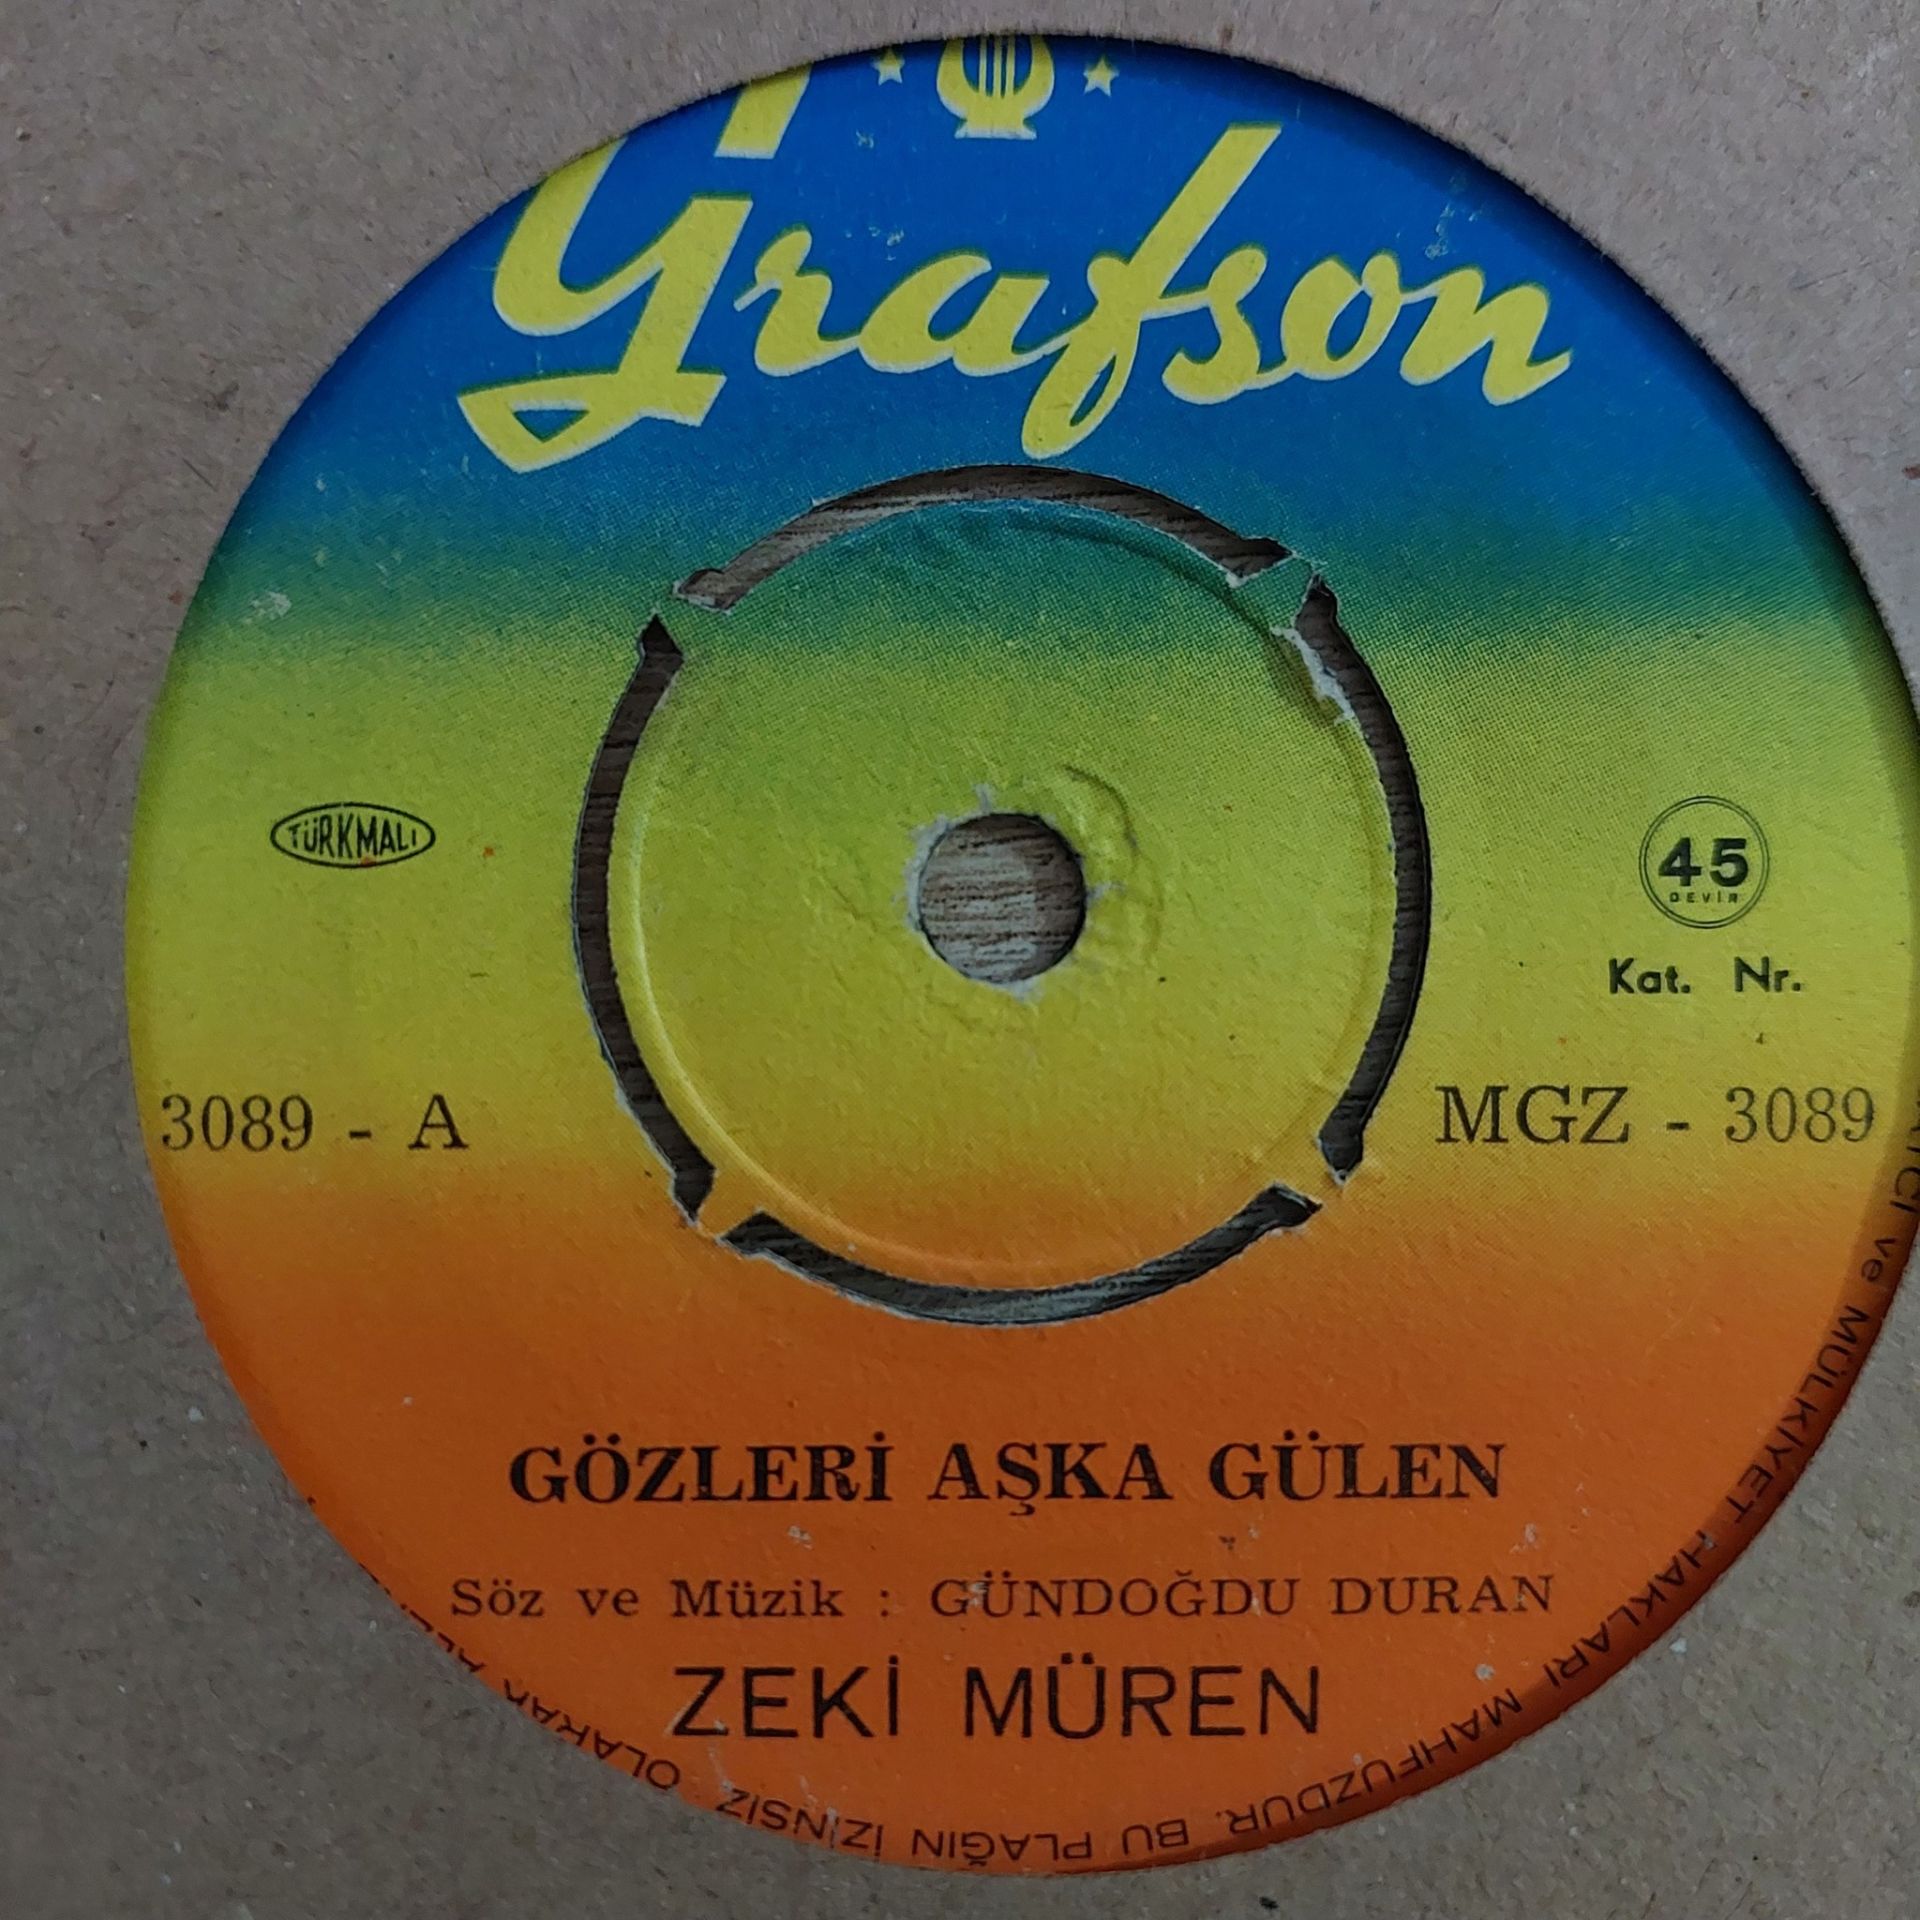 Grafson
TÜRKMALI
45
DEVİR
Kat. Nr.
3089 - A
MGZ - 3089
GÖZLERİ AŞKA GÜLEN
Söz ve Müzik : GÜNDOĞDU DURAN
ZEKİ MÜREN
ve MÜLKİYET HAKLARI MAHFUZDUR. BU PLAĞIN İZİNSİZ OLARAK